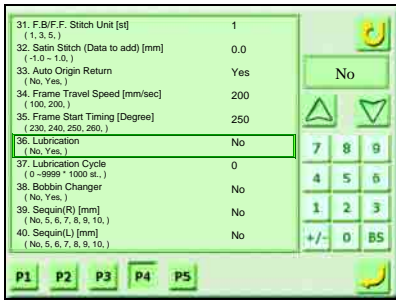 31. F.B/F.F. Stitch Unit [st] 1
( 1, 3, 5, )
32. Satin Stitch (Data to add) [mm] 0.0
( -1.0 ~ 1.0, )
33. Auto Origin Return Yes
( No, Yes, )
34. Frame Travel Speed [mm/sec] 200
( 100, 200, )
35. Frame Start Timing [Degree] 250
( 230, 240, 250, 260, )
36. Lubrication No
( No, Yes, )
37. Lubrication Cycle 0
( 0 ~9999 * 1000 st., )
38. Bobbin Changer No
( No, Yes, )
39. Sequin(R) [mm] No
( No, 5, 6, 7, 8, 9, 10, )
40. Sequin(L) [mm] No
( No, 5, 6, 7, 8, 9, 10, )
No
7 8 9
4 5 6
1 2 3
+/- 0 BS
P1 P2 P3 P4 P5